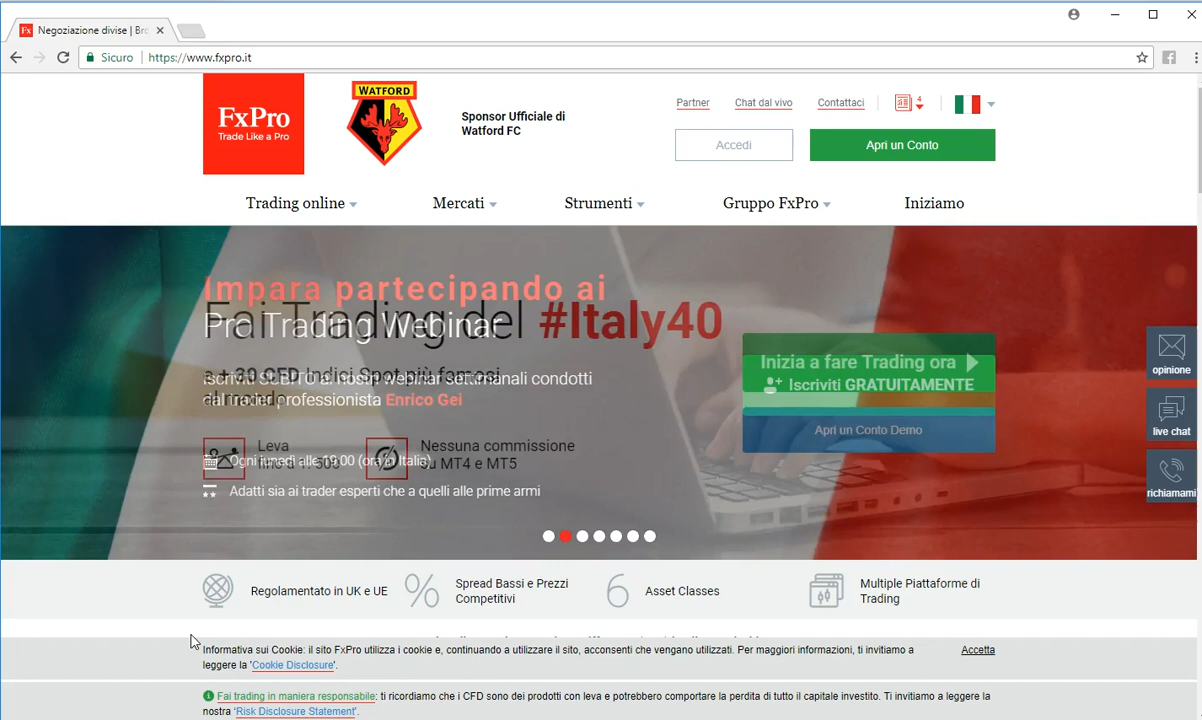 Negoziazione divise | Bro
Sicuro
https://www.fxpro.it
FxPro
Trade Like a Pro
WATFORD
Sponsor Ufficiale di
Watford FC
Partner
Chat dal vivo
Contattaci
4
Accedi
Apri un Conto
Trading online
Mercati
Strumenti
Gruppo FxPro
Iniziamo
Impara partecipando ai
Fai Trading del #Italy40
Pro Trading Webinar
Iscriviti SUBITO ai nostri webinar settimanali condotti
dal trader professionista Enrico Gei
Leva
Nessuna commissione
su MT4 e MT5
Ogni lunedì alle 19:00 (ora in Italia)
Adatti sia ai trader esperti che a quelli alle prime armi
Inizia a fare Trading ora
Iscriviti GRATUITAMENTE
Apri un Conto Demo
opinione
live chat
richiamami
Regolamentato in UK e UE
Spread Bassi e Prezzi
Competitivi
6
Asset Classes
Multiple Piattaforme di
Trading
Informativa sui Cookie: il sito FxPro utilizza i cookie e, continuando a utilizzare il sito, acconsenti che vengano utilizzati. Per maggiori informazioni, ti invitiamo a
leggere la 'Cookie Disclosure'.
Accetta
Fai trading in maniera responsabile: ti ricordiamo che i CFD sono dei prodotti con leva e potrebbero comportare la perdita di tutto il capitale investito. Ti invitiamo a leggere la
nostra 'Risk Disclosure Statement'.